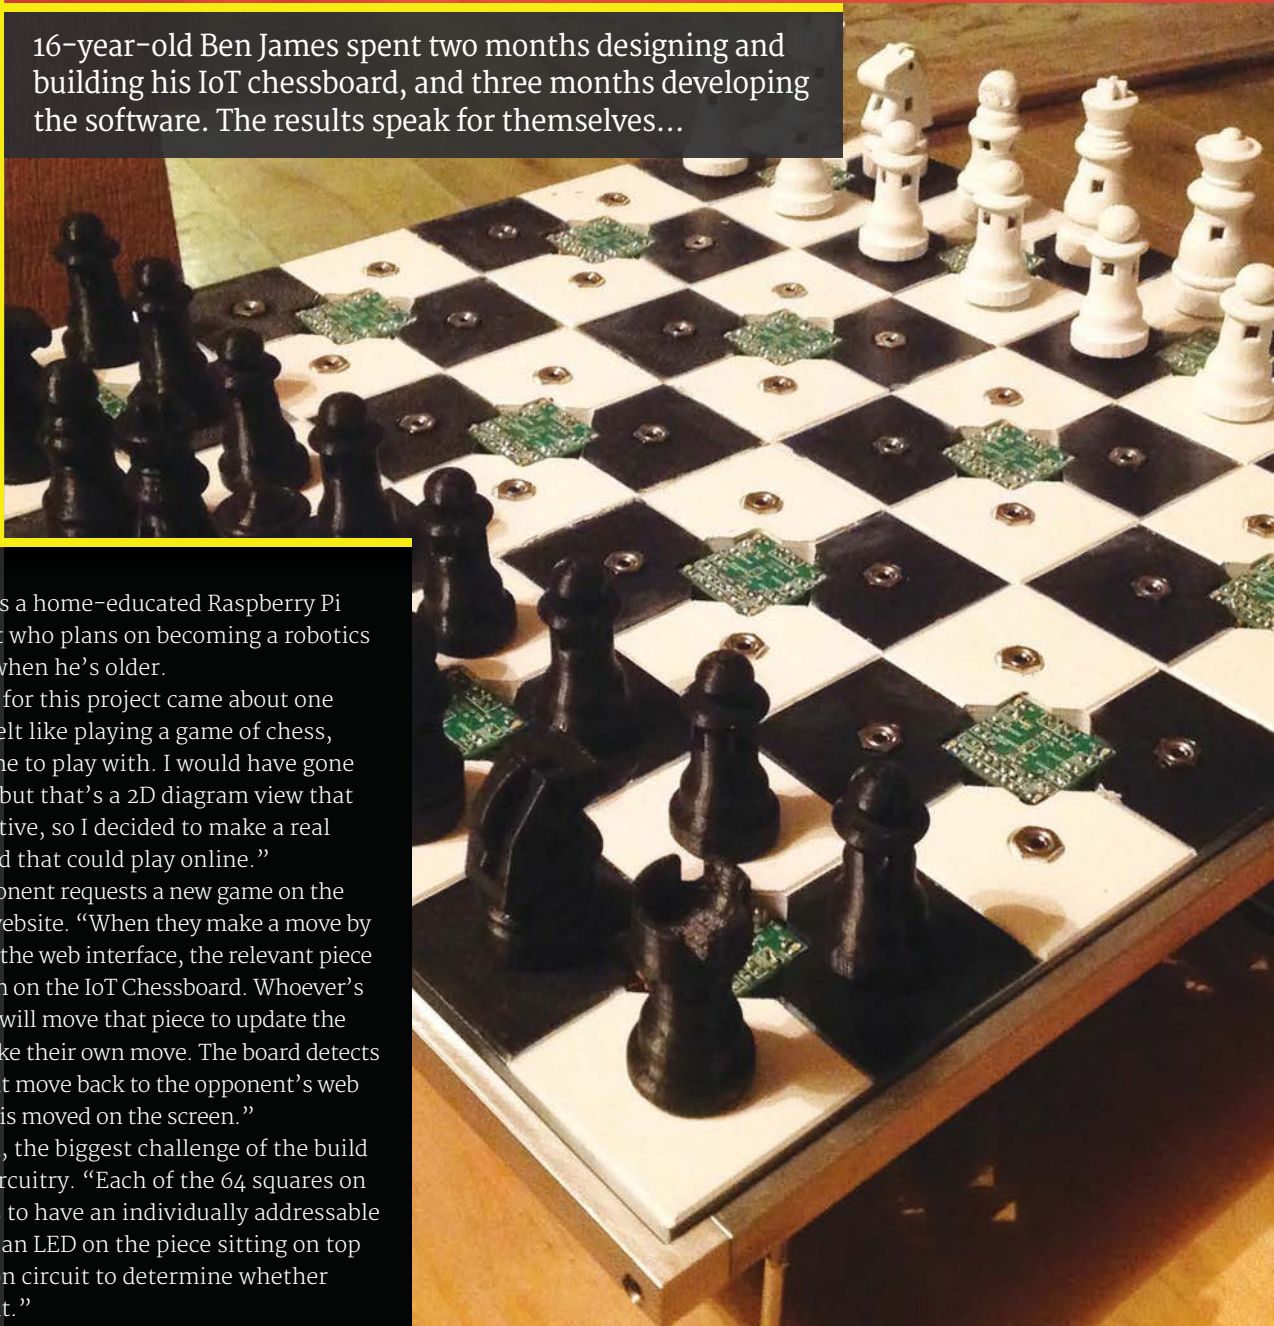 16-year-old Ben James spent two months designing and
building his IoT chessboard, and three months developing
the software. The results speak for themselves...
s a home-educated Raspberry Pi
who plans on becoming a robotics
when he's older.
for this project came about one
elt like playing a game of chess,
ne to play with. I would have gone
but that's a 2D diagram view that
tive, so I decided to make a real
d that could play online.”
onent requests a new game on the
ebsite. “When they make a move by
the web interface, the relevant piece
n on the IoT Chessboard. Whoever's
will move that piece to update the
ke their own move. The board detects
t move back to the opponent's web
is moved on the screen.”
, the biggest challenge of the build
rcuitry. “Each of the 64 squares on
to have an individually addressable
an LED on the piece sitting on top
n circuit to determine whether
t.”